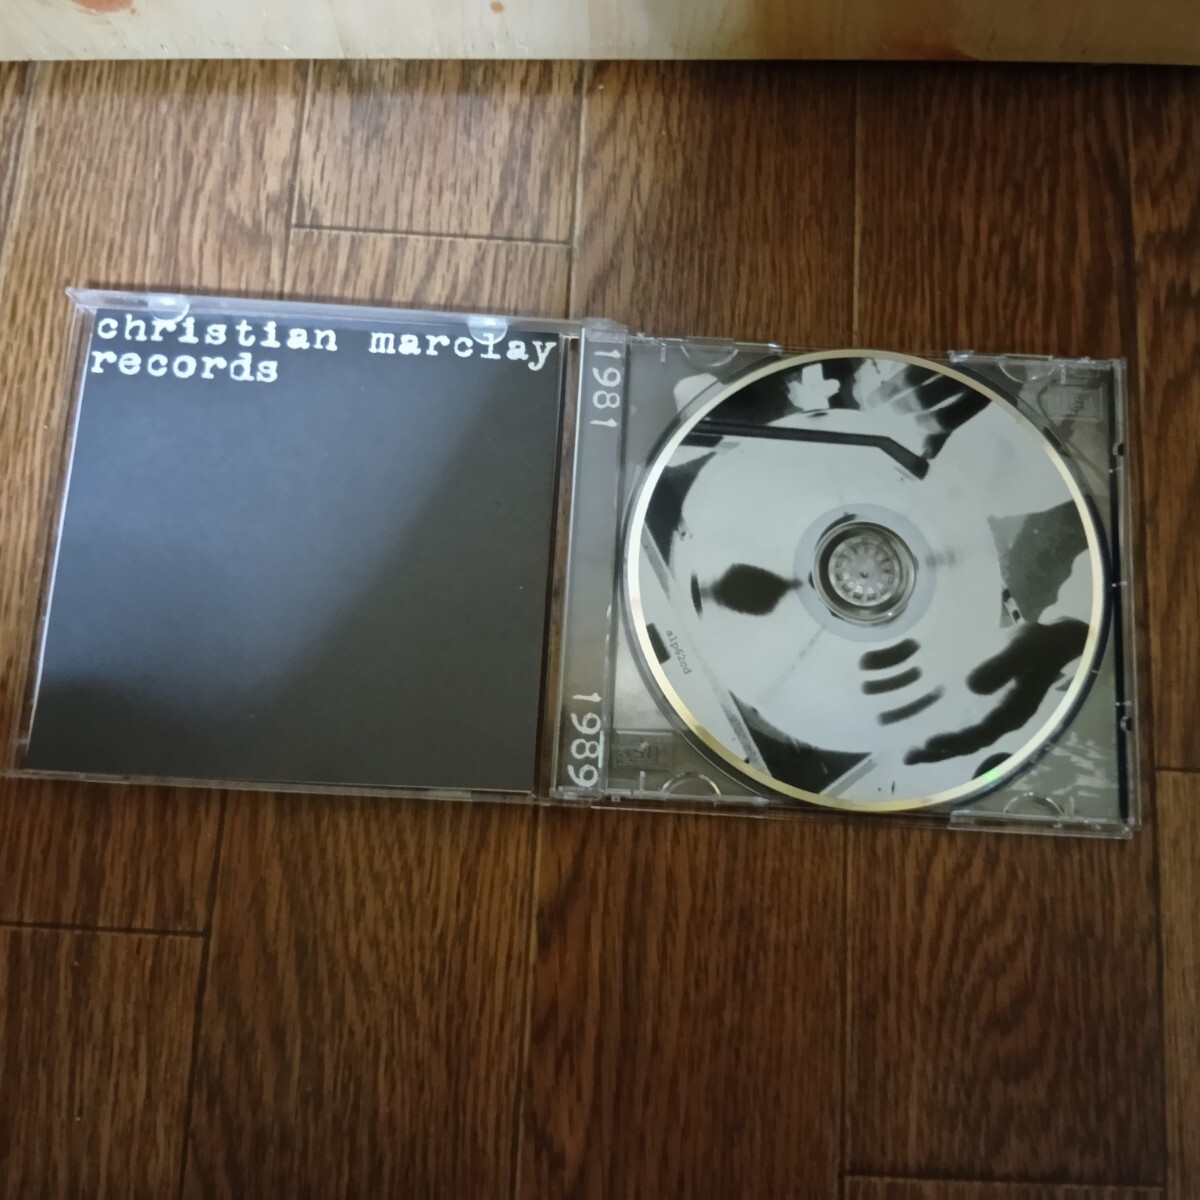 christian marclay
records
1981
1989
alp62cd